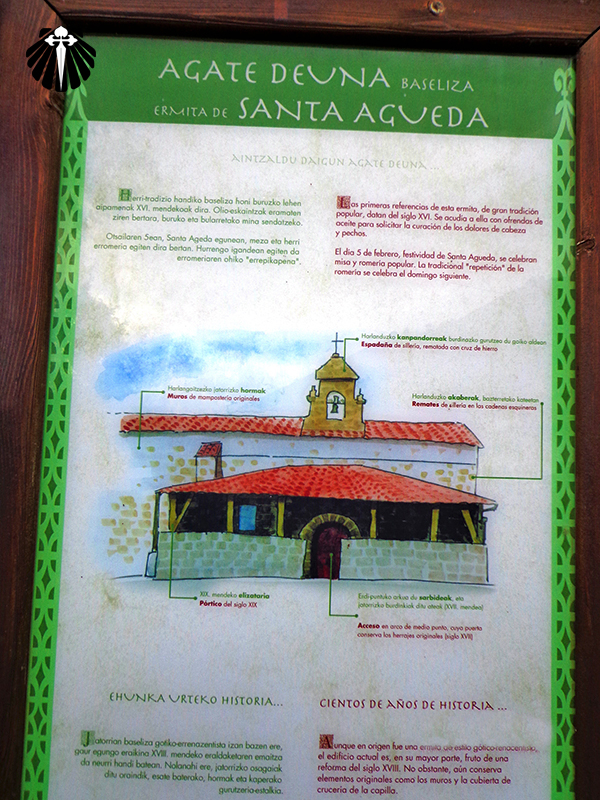 AGATE DEUNA BASELIZA
ERMITA DE SANTA AGUEDA
AINTZALDU DAIGUN AGATE DEUNA ...
Herri-tradizio handiko baseliza honi buruzko lehen
aipamenak XVI. mendekoak dira. Olio-eskaintzak eramaten
ziren bertara, buruko eta bularretako mina sendatzeko.
Otsailaren 5ean, Santa Ageda egunean, meza eta herri
erromeria egiten dira bertan. Hurrengo igandean egiten da
erromeriaren ohiko "errepikapena".
Las primeras referencias de esta ermita, de gran tradición
popular, datan del siglo XVI. Se acudía a ella con ofrendas de
aceite para solicitar la curación de los dolores de cabeza
y pechos.
El día 5 de febrero, festividad de Santa Agueda, se celebran
misa y romería popular. La tradicional "repetición" de la
romería se celebra el domingo siguiente.
Harlanduzko kanpandorreak burdinazko gurutzea du goiko aldean
Espadaña de sillería, rematada con cruz de hierro
Harlangaitzezko jatorrizko hormak
Muros de mampostería originales
Harlanduzko akaberak, bazterretako kateetan
Remates de sillería en las cadenas esquineras
XIX. mendeko elizataria
Pórtico del siglo XIX
Erdi-puntuko arkua du sarbideak, eta
jatorrizko burdinkiak ditu ateak (XVII. mendea)
Acceso en arco de medio punto, cuya puerta
conserva los herrajes originales (siglo XVII)
EHUNKA URTEKO HISTORIA...
Jatorrian baseliza gotiko-errenazentista izan bazen ere,
gaur egungo eraikina XVIII. mendeko eraldaketaren emaitza
da neurri handi batean. Nolanahi ere, jatorrizko osagaiak
ditu oraindik, esate baterako, hormak eta kaperako
gurutzeria-estalkia.
CIENTOS DE AÑOS DE HISTORIA ...
Aunque en origen fue una ermita de estilo gótico-renacentista,
el edificio actual es, en su mayor parte, fruto de una
reforma del siglo XVIII. No obstante, aún conserva
elementos originales como los muros y la cubierta de
crucería de la capilla.